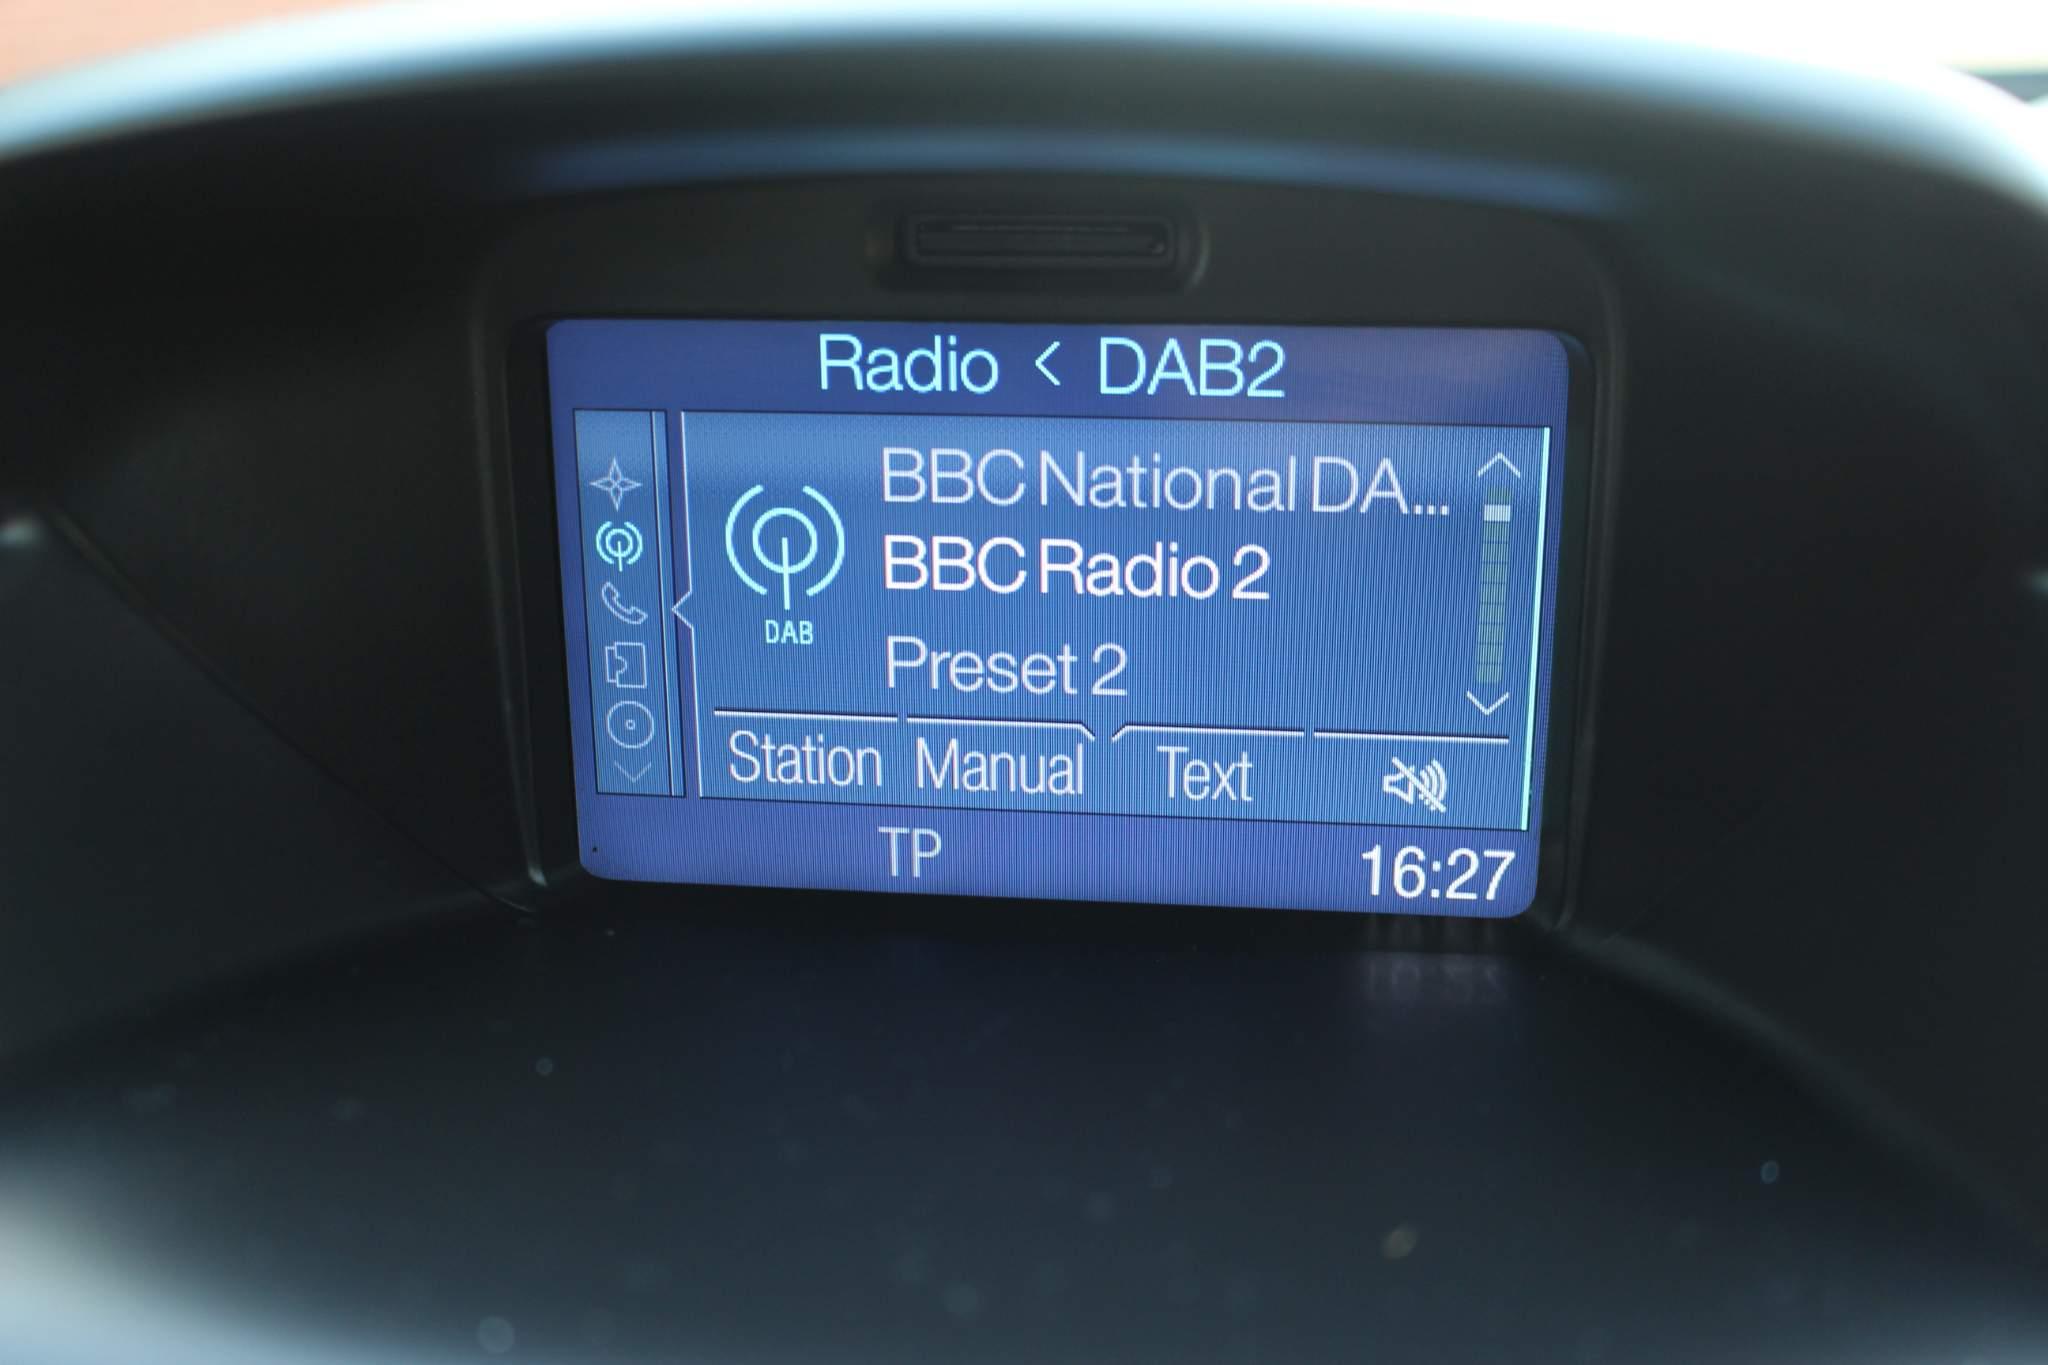 Radio < DAB2
BBC National DA...
BBC Radio 2
DAB
Preset 2
Station Manual Text
TP 16:27